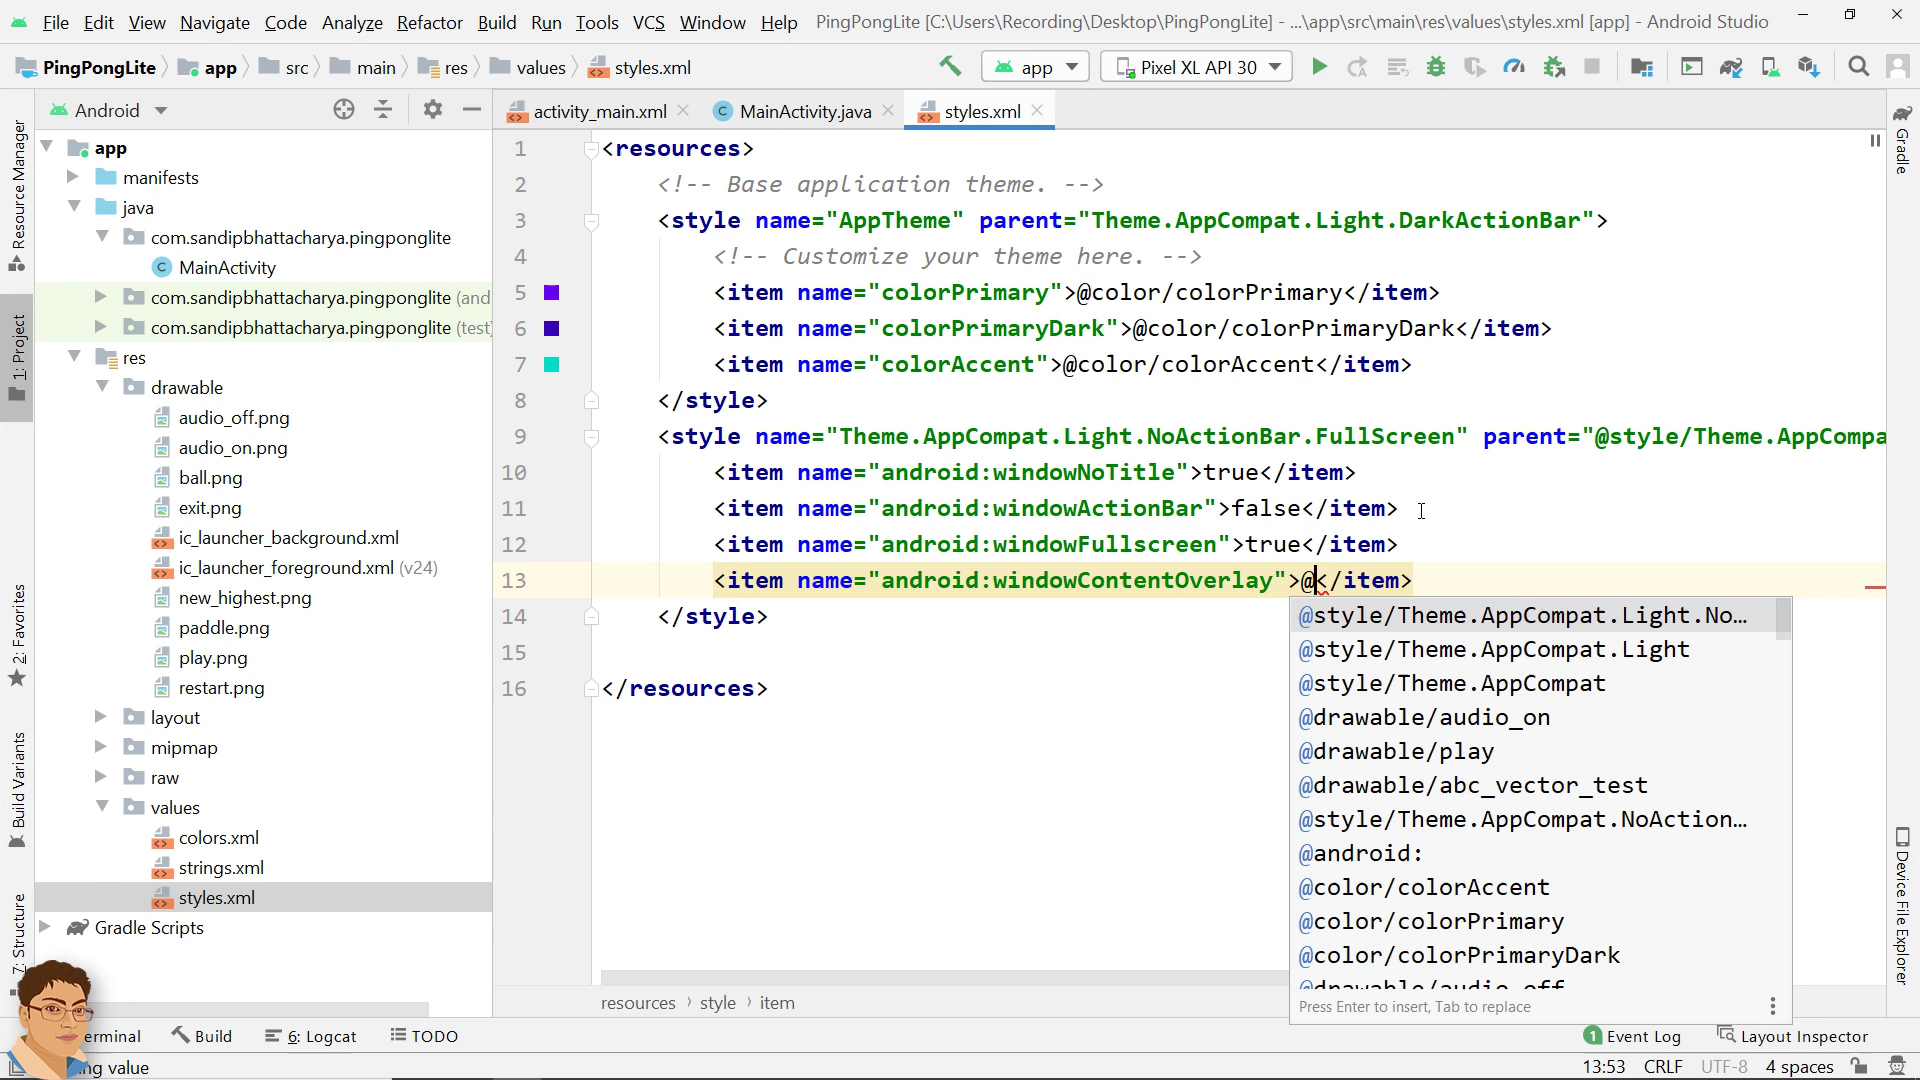 File Edit View Navigate Code Analyze Refactor Build Run Tools VCS Window Help PingPongLite [C:\Users\Recording\Desktop\PingPongLite] - ...\app\src\main\res\values\styles.xml [app] - Android Studio
PingPongLite app src main res values styles.xml app Pixel XL API 30
Android activity_main.xml MainActivity.java styles.xml
Resource Manager
1: Project
2: Favorites
Build Variants
7: Structure
app
manifests
java
com.sandipbhattacharya.pingponglite
MainActivity
com.sandipbhattacharya.pingponglite (and
com.sandipbhattacharya.pingponglite (test)
res
drawable
audio_off.png
audio_on.png
ball.png
exit.png
ic_launcher_background.xml
ic_launcher_foreground.xml (v24)
new_highest.png
paddle.png
play.png
restart.png
layout
mipmap
raw
values
colors.xml
strings.xml
styles.xml
Gradle Scripts
1 <resources>
2 <!-- Base application theme. -->
3 <style name="AppTheme" parent="Theme.AppCompat.Light.DarkActionBar">
4 <!-- Customize your theme here. -->
5 <item name="colorPrimary">@color/colorPrimary</item>
6 <item name="colorPrimaryDark">@color/colorPrimaryDark</item>
7 <item name="colorAccent">@color/colorAccent</item>
8 </style>
9 <style name="Theme.AppCompat.Light.NoActionBar.FullScreen" parent="@style/Theme.AppCompa
10 <item name="android:windowNoTitle">true</item>
11 <item name="android:windowActionBar">false</item>
12 <item name="android:windowFullscreen">true</item>
13 <item name="android:windowContentOverlay">@</item>
14 </style>
15
16 </resources>
@style/Theme.AppCompat.Light.No...
@style/Theme.AppCompat.Light
@style/Theme.AppCompat
@drawable/audio_on
@drawable/play
@drawable/abc_vector_test
@style/Theme.AppCompat.NoAction...
@android:
@color/colorAccent
@color/colorPrimary
@color/colorPrimaryDark
@drawable/audio_off
Press Enter to insert, Tab to replace
resources › style › item
Gradle
Device File Explorer
erminal Build 6: Logcat TODO 1 Event Log Layout Inspector
ng value 13:53 CRLF UTF-8 4 spaces